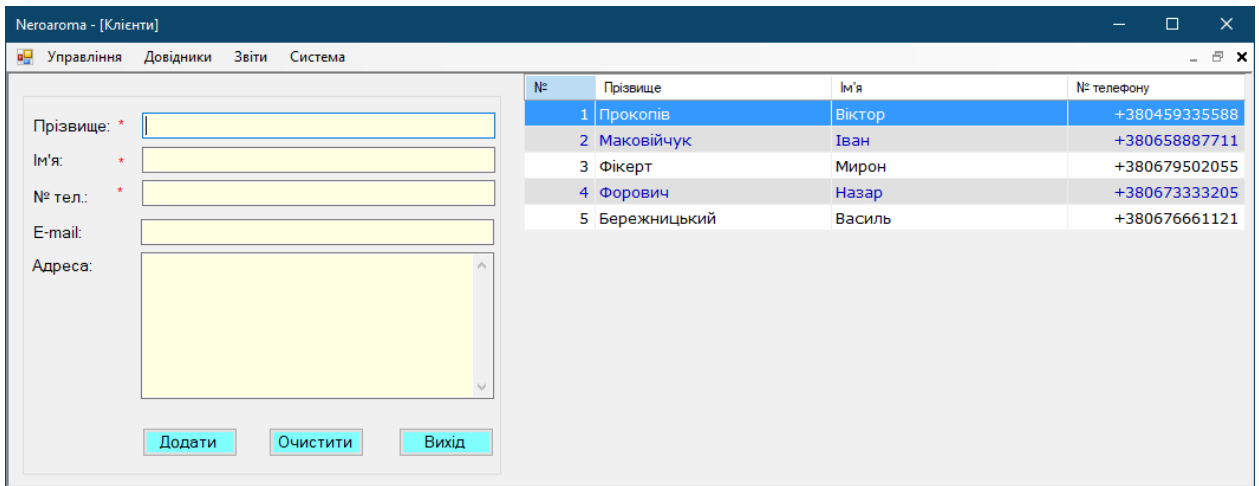 Neroaroma - [Клієнти]
Управління Довідники Звіти Система
Прізвище: *
Ім'я: *
№ тел.: *
E-mail:
Адреса:
Додати Очистити Вихід
№ Прізвище Ім'я № телефону
1 Прокопів Віктор +380459335588
2 Маковійчук Іван +380658887711
3 Фікерт Мирон +380679502055
4 Форович Назар +380673333205
5 Бережницький Василь +380676661121